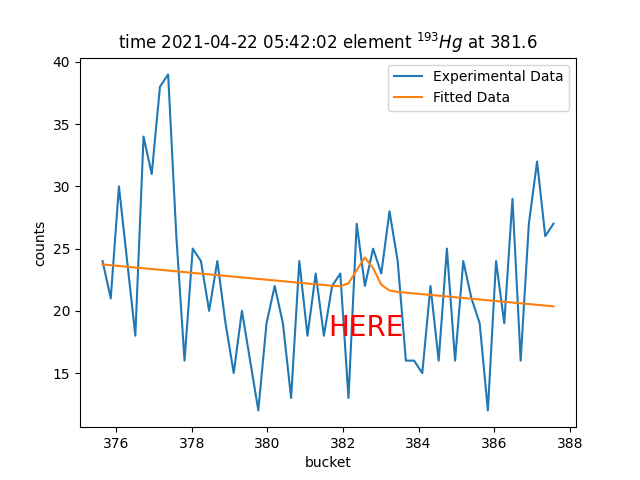 time 2021-04-22 05:42:02 element ¹⁹³Hg at 381.6
Experimental Data
Fitted Data
40
35
30
25
20
15
counts
HERE
376
378
380
382
384
386
388
bucket